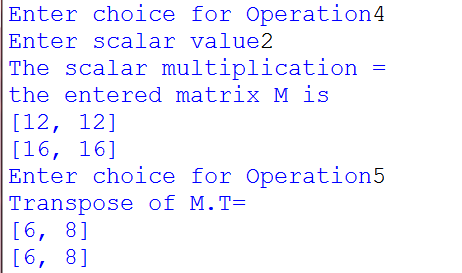 Enter choice for Operation4
Enter scalar value2
The scalar multiplication =
the entered matrix M is
[12, 12]
[16, 16]
Enter choice for Operation5
Transpose of M.T=
[6, 8]
[6, 8]